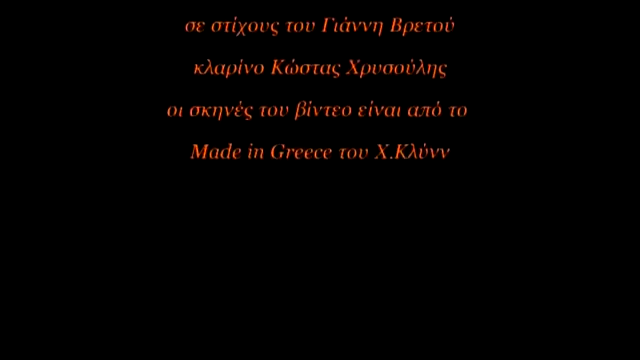 σε στίχους του Γιάννη Βρετού
κλαρίνο Κώστας Χρυσούλης
οι σκηνές του βίντεο είναι από το
Made in Greece του Χ.Κλύνν